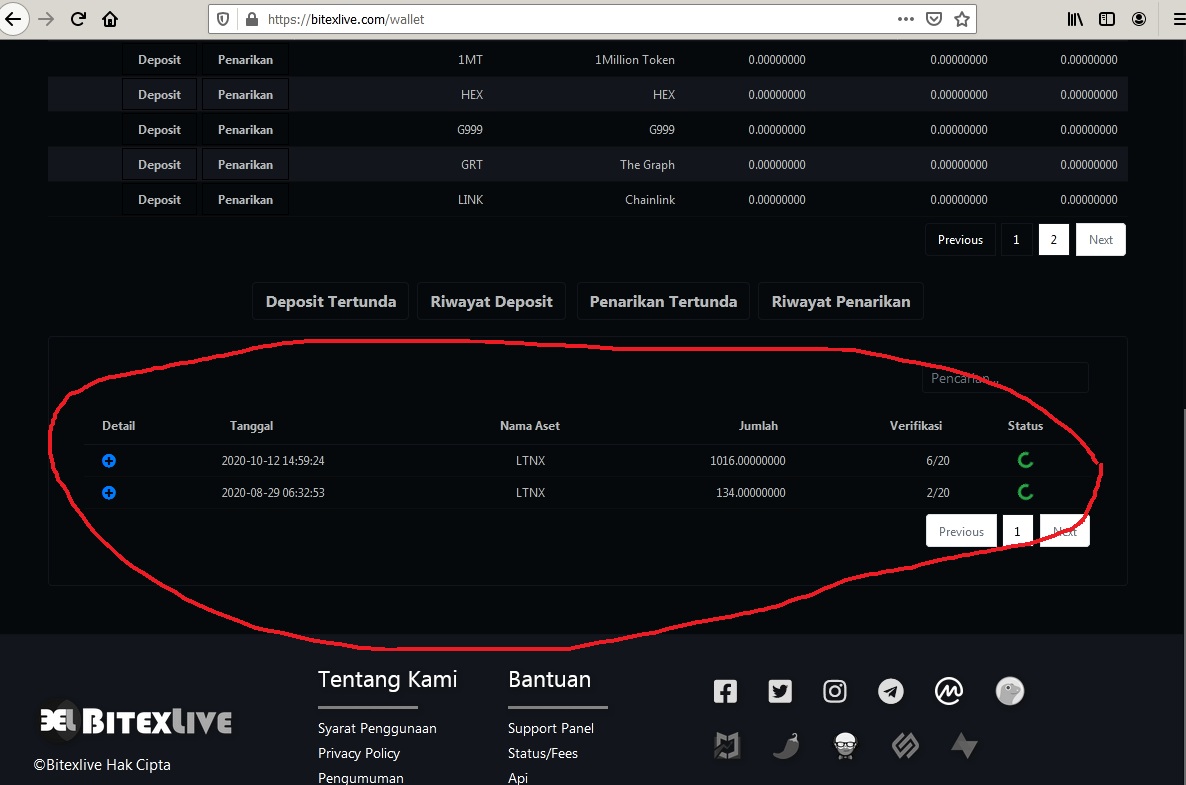 https://bitexlive.com/wallet
Deposit Penarikan 1MT 1Million Token 0.00000000 0.00000000 0.00000000
Deposit Penarikan HEX HEX 0.00000000 0.00000000 0.00000000
Deposit Penarikan G999 G999 0.00000000 0.00000000 0.00000000
Deposit Penarikan GRT The Graph 0.00000000 0.00000000 0.00000000
Deposit Penarikan LINK Chainlink 0.00000000 0.00000000 0.00000000
Previous 1 2 Next
Deposit Tertunda Riwayat Deposit Penarikan Tertunda Riwayat Penarikan
Pencarian...
Detail Tanggal Nama Aset Jumlah Verifikasi Status
2020-10-12 14:59:24 LTNX 1016.00000000 6/20
2020-08-29 06:32:53 LTNX 134.00000000 2/20
Previous 1 Next
Tentang Kami Bantuan
BITEXLIVE
Syarat Penggunaan Support Panel
Privacy Policy Status/Fees
©Bitexlive Hak Cipta
Pengumuman Api